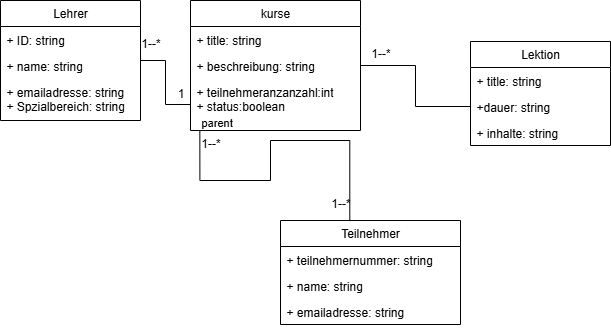 Lehrer
+ ID: string
+ name: string
+ emailadresse: string
+ Spzialbereich: string
1--*
1
kurse
+ title: string
+ beschreibung: string
+ teilnehmeranzanzahl:int
+ status:boolean
parent
1--*
1--*
Lektion
+ title: string
+dauer: string
+ inhalte: string
1--*
Teilnehmer
+ teilnehmernummer: string
+ name: string
+ emailadresse: string